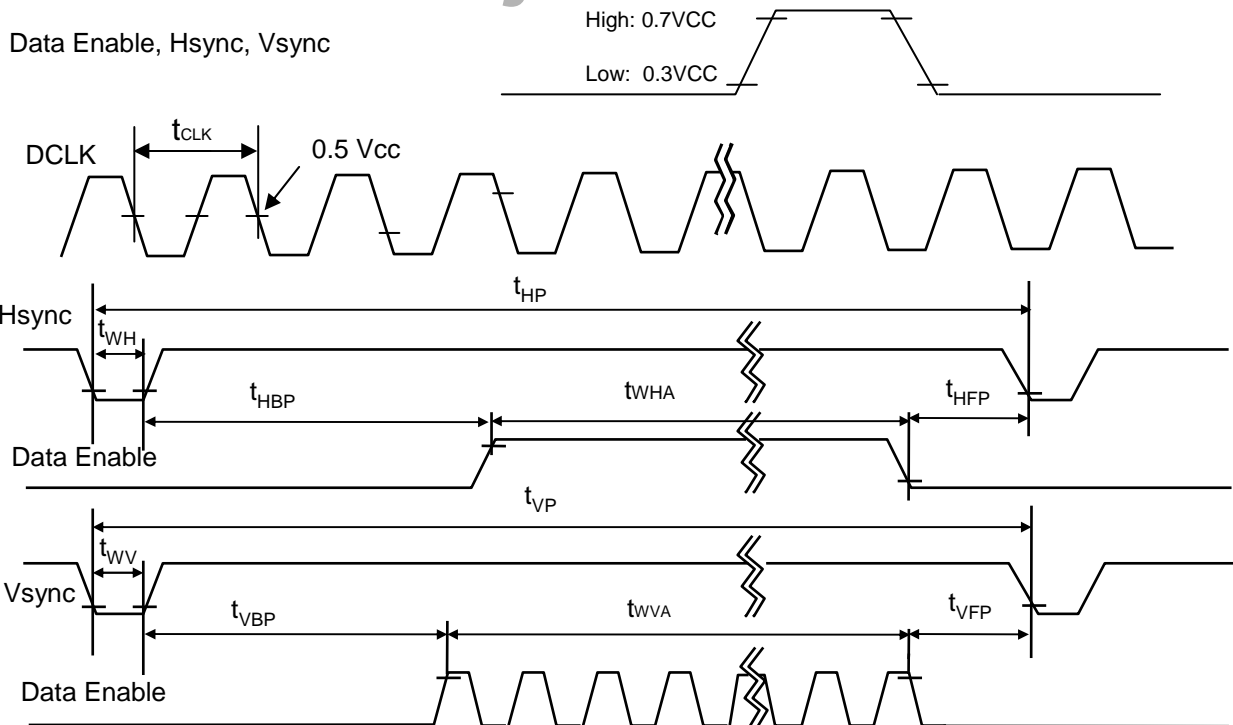 High: 0.7VCC
Data Enable, Hsync, Vsync
Low: 0.3VCC
tCLK
DCLK
0.5 Vcc
tHP
Hsync
tWH
tHBP
tWHA
tHFP
Data Enable
tVP
tWV
Vsync
tVBP
tWVA
tVFP
Data Enable